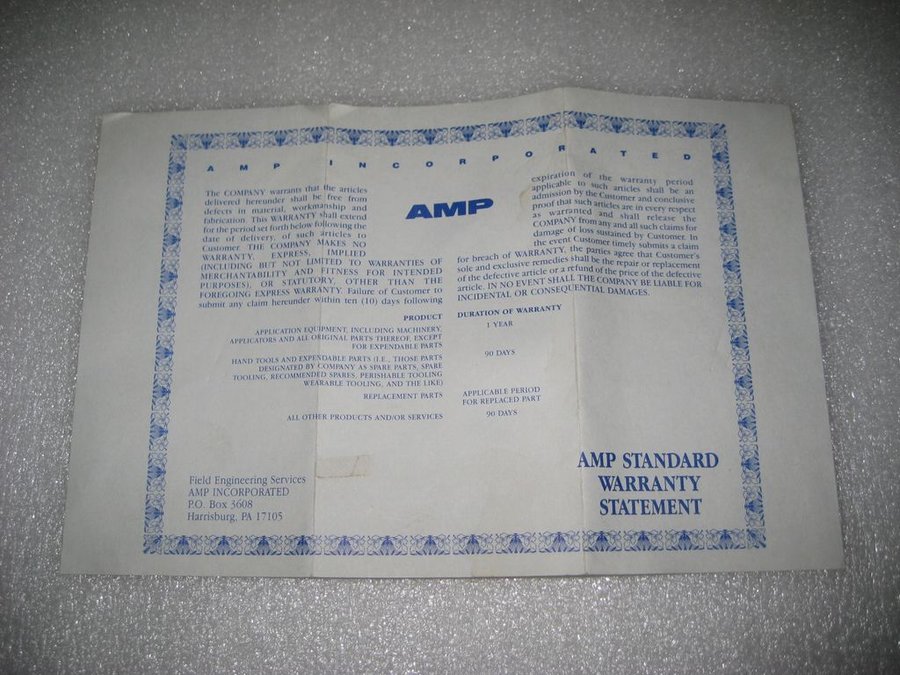 AMP INCORPORATED
AMP
The COMPANY warrants that the articles
delivered hereunder shall be free from
defects in material, workmanship and
fabrication. This WARRANTY shall extend
for the period set forth below following the
date of delivery, of such articles to
Customer. THE COMPANY MAKES NO
WARRANTY, EXPRESS, IMPLIED
(INCLUDING BUT NOT LIMITED TO WARRANTIES OF
MERCHANTABILITY AND FITNESS FOR INTENDED
PURPOSES), OR STATUTORY, OTHER THAN THE
FOREGOING EXPRESS WARRANTY. Failure of Customer to
submit any claim hereunder within ten (10) days following
expiration of the warranty period
applicable to such articles shall be an
admission by the Customer and conclusive
proof that such articles are in every respect
as warranted and shall release the
COMPANY from any and all such claims for
damage of loss sustained by Customer. In
the event Customer timely submits a claim
for breach of WARRANTY, the parties agree that Customer's
sole and exclusive remedies shall be the repair or replacement
of the defective article or a refund of the price of the defective
article. IN NO EVENT SHALL THE COMPANY BE LIABLE FOR
INCIDENTAL OR CONSEQUENTIAL DAMAGES.
PRODUCT
DURATION OF WARRANTY
APPLICATION EQUIPMENT, INCLUDING MACHINERY,
APPLICATORS AND ALL ORIGINAL PARTS THEREOF, EXCEPT
FOR EXPENDABLE PARTS
1 YEAR
HAND TOOLS AND EXPENDABLE PARTS (I.E., THOSE PARTS
DESIGNATED BY COMPANY AS SPARE PARTS, SPARE
TOOLING, RECOMMENDED SPARES, PERISHABLE TOOLING
WEARABLE TOOLING, AND THE LIKE)
90 DAYS
REPLACEMENT PARTS
APPLICABLE PERIOD
FOR REPLACED PART
ALL OTHER PRODUCTS AND/OR SERVICES
90 DAYS
Field Engineering Services
AMP INCORPORATED
P.O. Box 3608
Harrisburg, PA 17105
AMP STANDARD
WARRANTY
STATEMENT